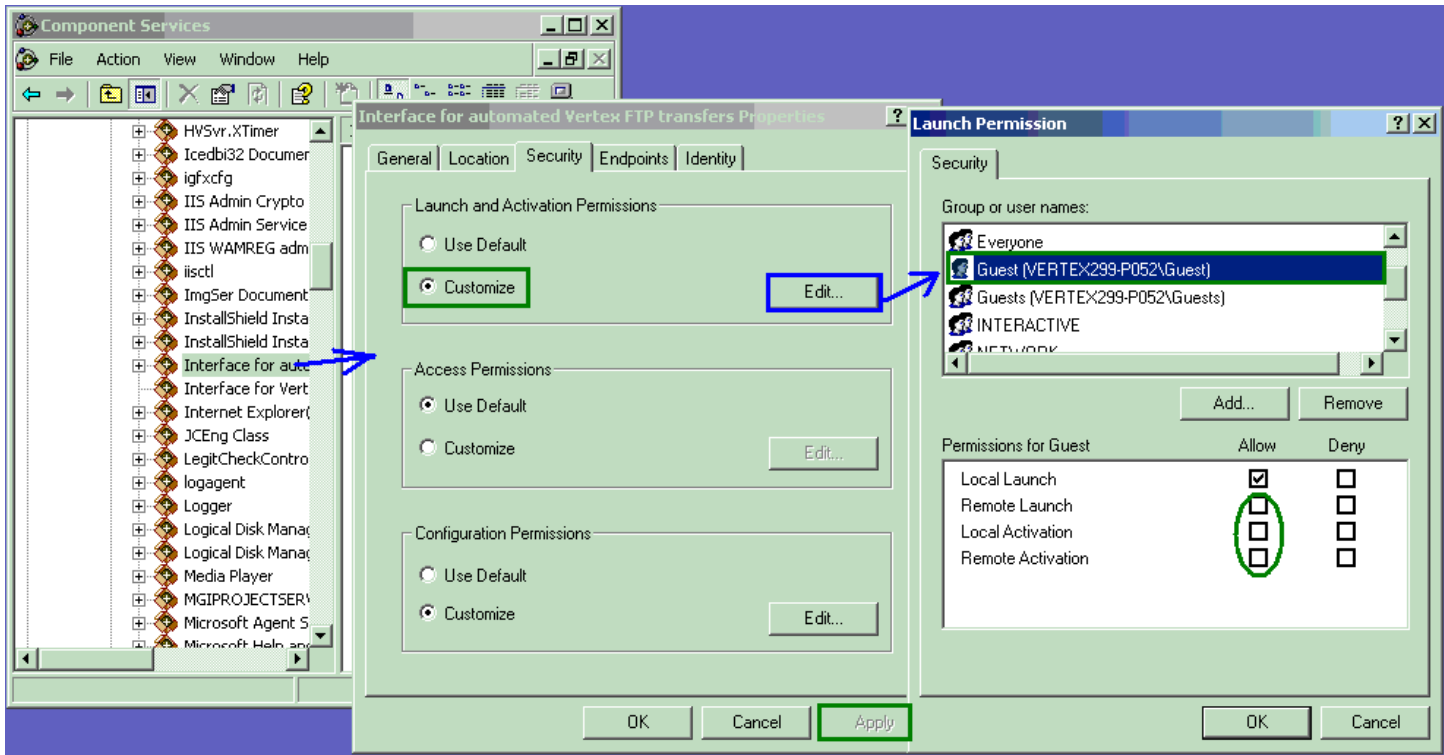 Component Services
File Action View Window Help
HVSvr.XTimer
Icedbi32 Documer
igfxcfg
IIS Admin Crypto
IIS Admin Service
IIS WAMREG adm
iisctl
ImgSer Document
InstallShield Insta
InstallShield Insta
Interface for auto
Interface for Vert
Internet Explorer(
JCEng Class
LegitCheckContro
logagent
Logger
Logical Disk Manag
Logical Disk Manag
Media Player
MGIPROJECTSERV
Microsoft Agent S
Microsoft Help and
Interface for automated Vertex FTP transfers Properties
General Location Security Endpoints Identity
Launch and Activation Permissions
Use Default
Customize
Edit...
Access Permissions
Use Default
Customize
Edit...
Configuration Permissions
Use Default
Customize
Edit...
OK Cancel Apply
Launch Permission
Security
Group or user names:
Everyone
Guest (VERTEX299-P052\Guest)
Guests (VERTEX299-P052\Guests)
INTERACTIVE
NETWORK
Add... Remove
Permissions for Guest Allow Deny
Local Launch
Remote Launch
Local Activation
Remote Activation
OK Cancel